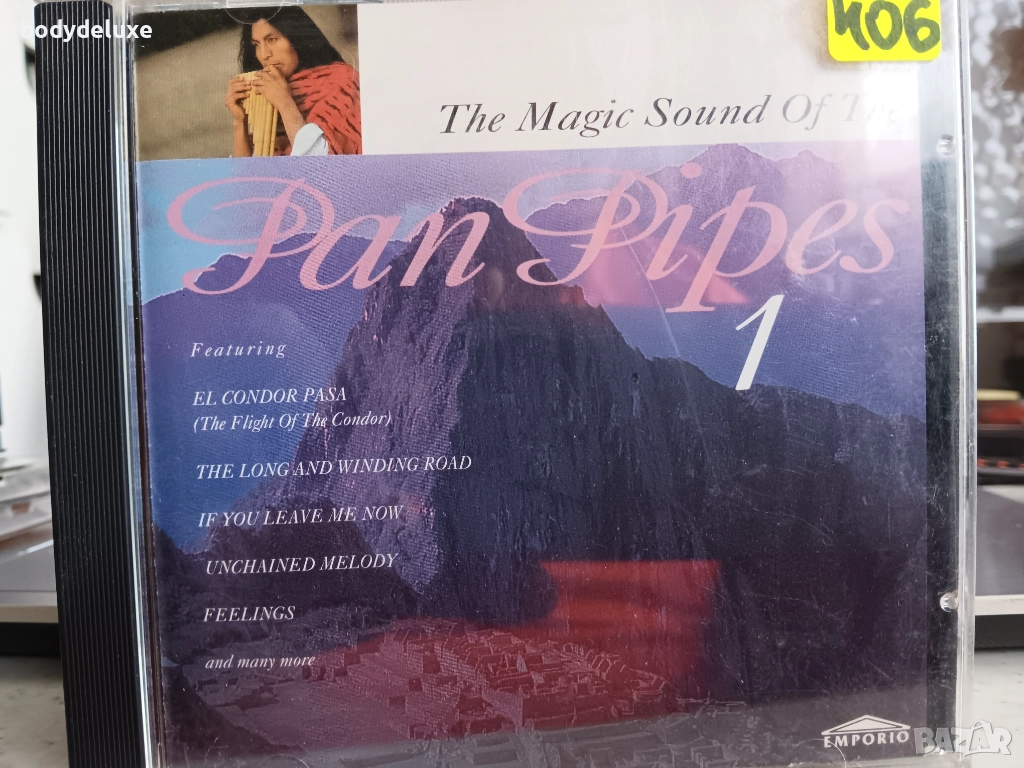 bodydeluxe
406
The Magic Sound Of The
Pan Pipes
1
Featuring
EL CONDOR PASA
(The Flight Of The Condor)
THE LONG AND WINDING ROAD
IF YOU LEAVE ME NOW
UNCHAINED MELODY
FEELINGS
and many more
EMPORIO
BAZAR